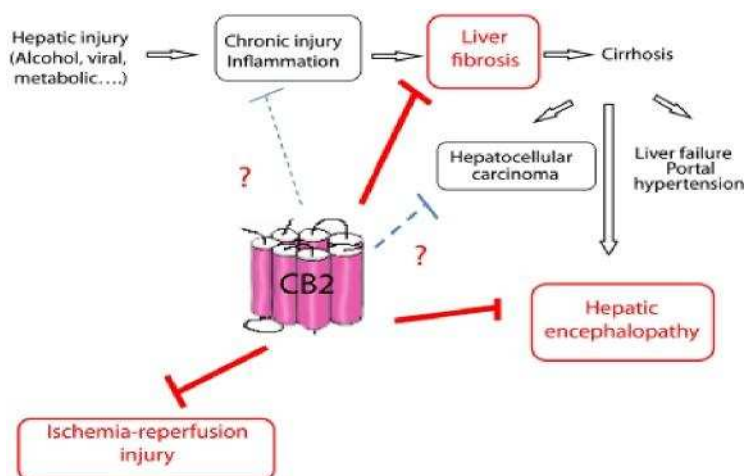 Hepatic injury
(Alcohol, viral,
metabolic....)
Chronic injury
Inflammation
Liver
fibrosis
Cirrhosis
Hepatocellular
carcinoma
Liver failure
Portal
hypertension
?
?
CB2
Hepatic
encephalopathy
Ischemia-reperfusion
injury